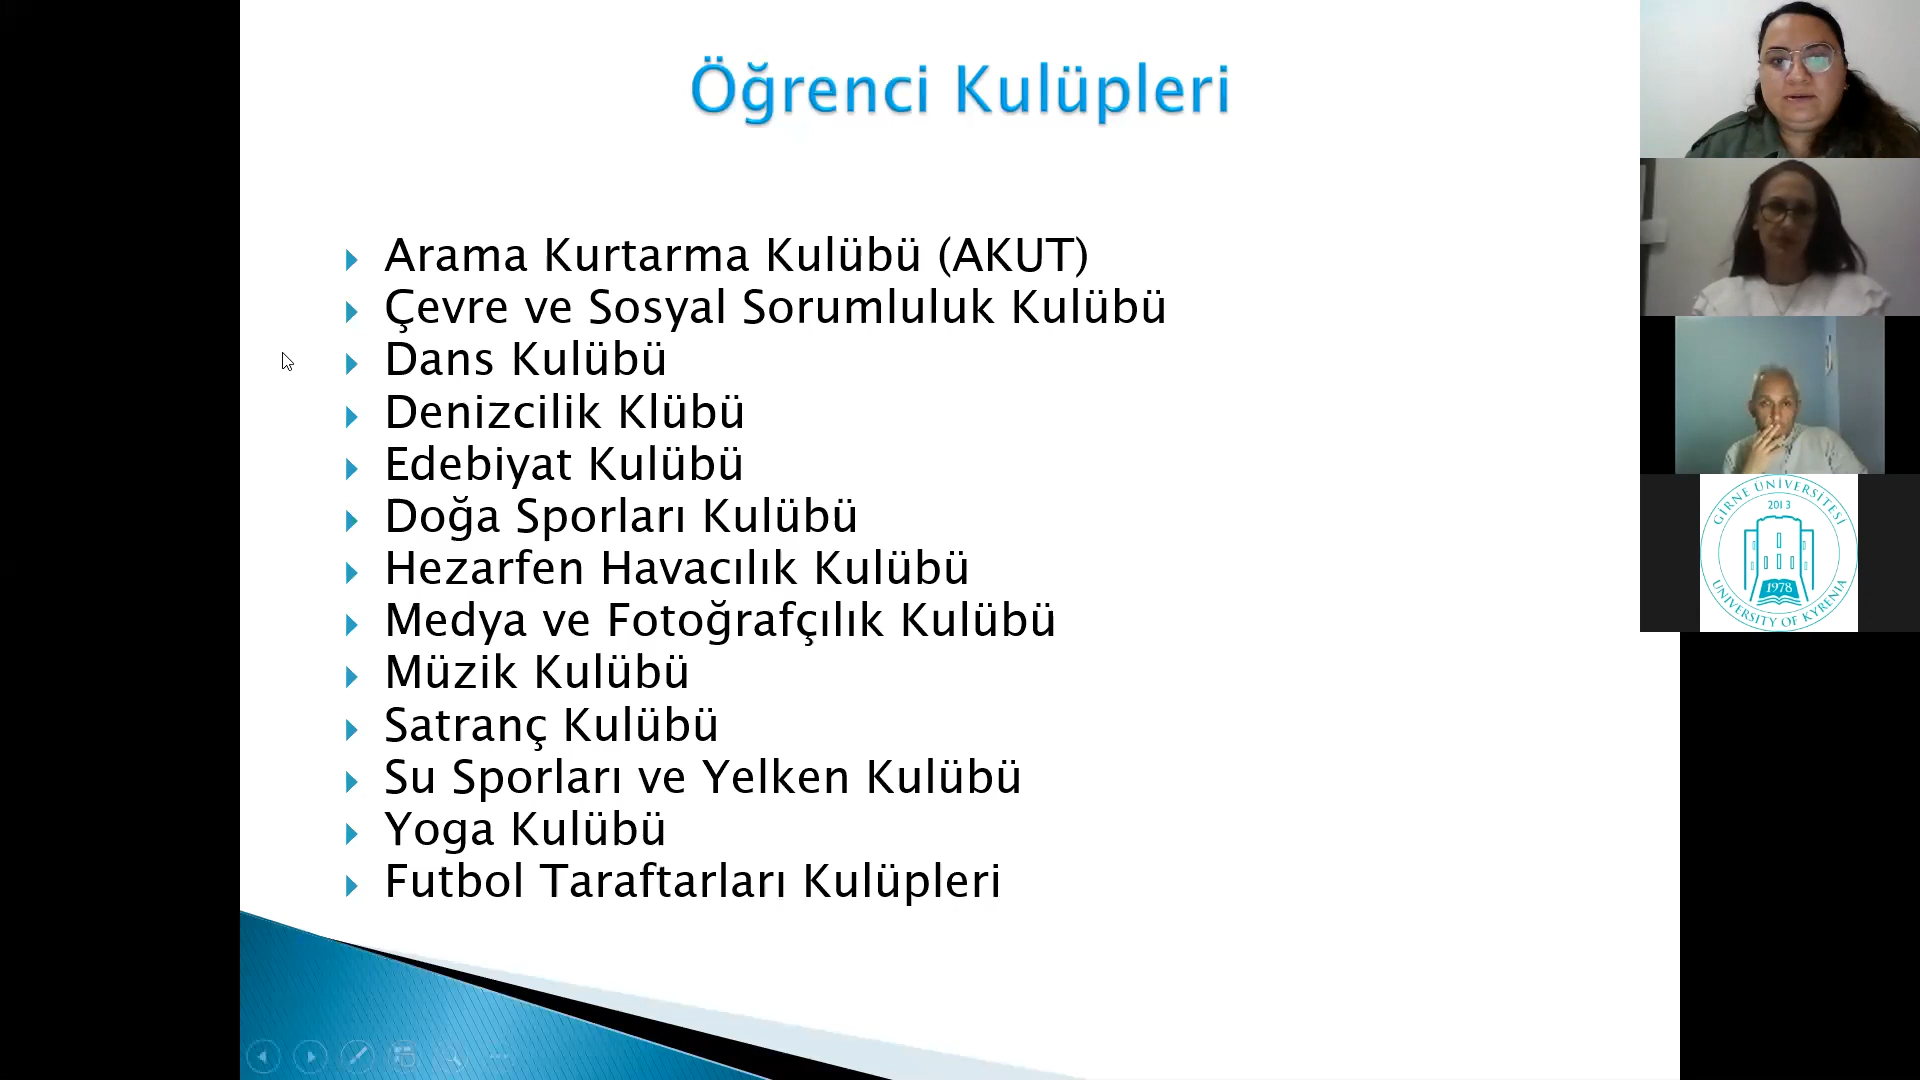 Öğrenci Kulüpleri
Arama Kurtarma Kulübü (AKUT)
Çevre ve Sosyal Sorumluluk Kulübü
Dans Kulübü
Denizcilik Klübü
Edebiyat Kulübü
Doğa Sporları Kulübü
Hezarfen Havacılık Kulübü
Medya ve Fotoğrafçılık Kulübü
Müzik Kulübü
Satranç Kulübü
Su Sporları ve Yelken Kulübü
Yoga Kulübü
Futbol Taraftarları Kulüpleri
GİRNE ÜNİVERSİTESİ
2013
1978
UNIVERSITY OF KYRENIA